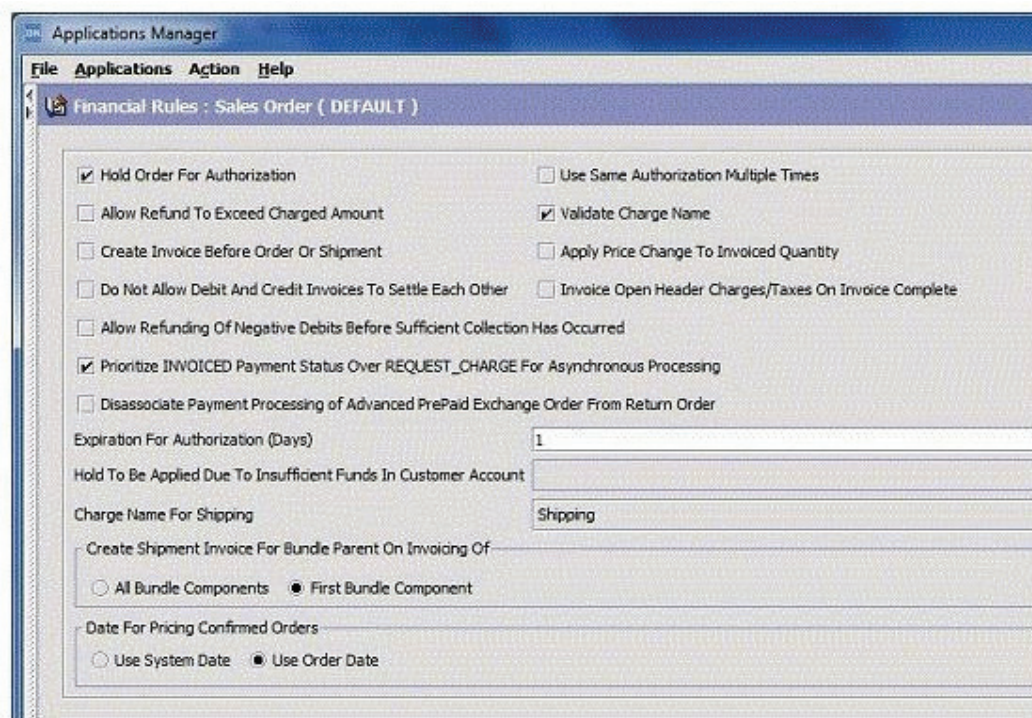 Applications Manager
File Applications Action Help
Financial Rules : Sales Order ( DEFAULT )
Hold Order For Authorization
Use Same Authorization Multiple Times
Allow Refund To Exceed Charged Amount
Validate Charge Name
Create Invoice Before Order Or Shipment
Apply Price Change To Invoiced Quantity
Do Not Allow Debit And Credit Invoices To Settle Each Other
Invoice Open Header Charges/Taxes On Invoice Complete
Allow Refunding Of Negative Debits Before Sufficient Collection Has Occurred
Prioritize INVOICED Payment Status Over REQUEST_CHARGE For Asynchronous Processing
Disassociate Payment Processing of Advanced PrePaid Exchange Order From Return Order
Expiration For Authorization (Days) 1
Hold To Be Applied Due To Insufficient Funds In Customer Account
Charge Name For Shipping Shipping
Create Shipment Invoice For Bundle Parent On Invoicing Of
All Bundle Components First Bundle Component
Date For Pricing Confirmed Orders
Use System Date Use Order Date